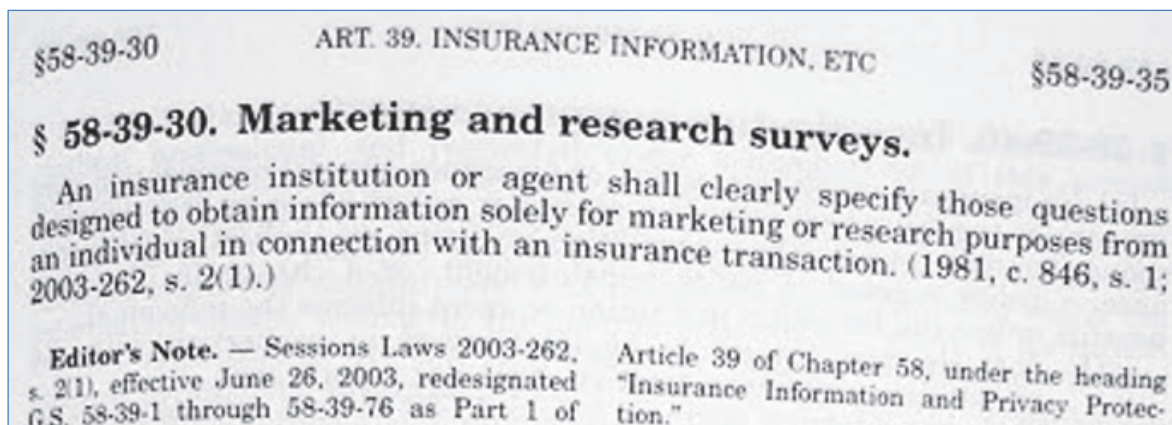 §58-39-30
ART. 39. INSURANCE INFORMATION, ETC
§58-39-35
§ 58-39-30. Marketing and research surveys.
An insurance institution or agent shall clearly specify those questions
designed to obtain information solely for marketing or research purposes from
an individual in connection with an insurance transaction. (1981, c. 846, s. 1;
2003-262, s. 2(1).)
Editor's Note. — Sessions Laws 2003-262,
s. 2(1), effective June 26, 2003, redesignated
G.S. 58-39-1 through 58-39-76 as Part 1 of
Article 39 of Chapter 58, under the heading
"Insurance Information and Privacy Protec-
tion."